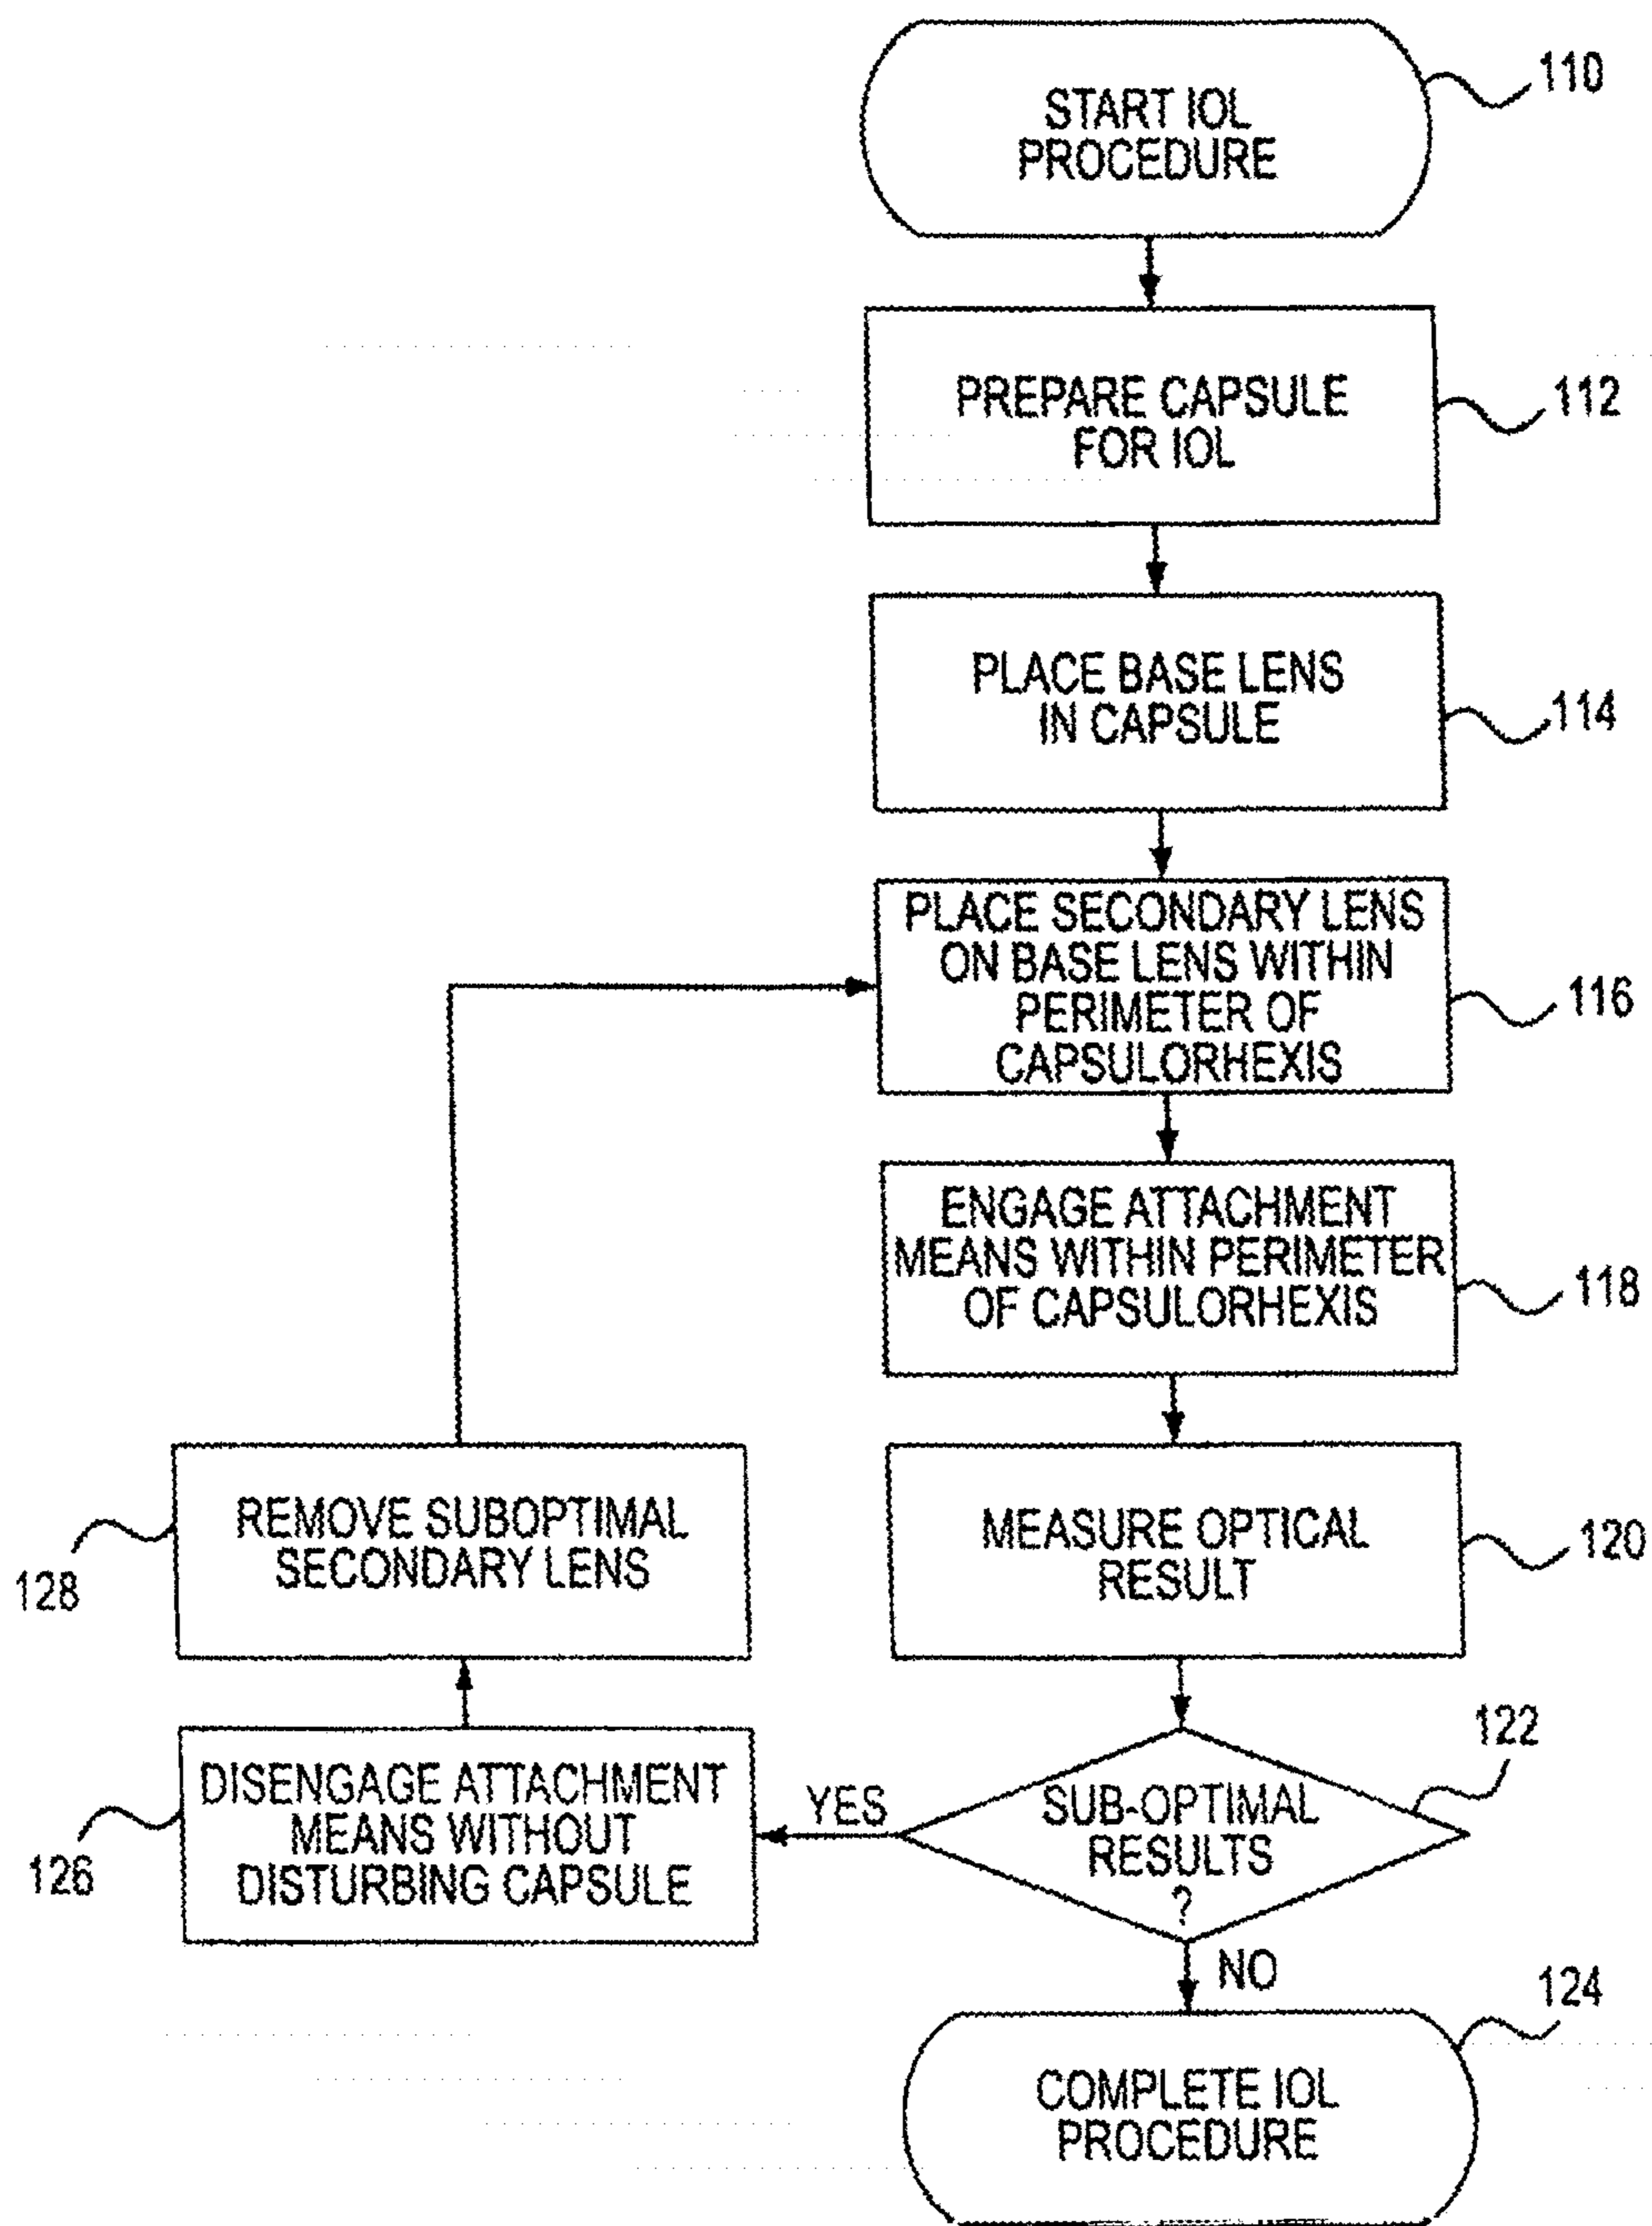 START IOL
PROCEDURE
110
PREPARE CAPSULE
FOR IOL
112
PLACE BASE LENS
IN CAPSULE
114
PLACE SECONDARY LENS
ON BASE LENS WITHIN
PERIMETER OF
CAPSULORHEXIS
116
ENGAGE ATTACHMENT
MEANS WITHIN PERIMETER
OF CAPSULORHEXIS
118
MEASURE OPTICAL
RESULT
120
SUB-OPTIMAL
RESULTS
?
122
YES
NO
DISENGAGE ATTACHMENT
MEANS WITHOUT
DISTURBING CAPSULE
126
REMOVE SUBOPTIMAL
SECONDARY LENS
128
COMPLETE IOL
PROCEDURE
124